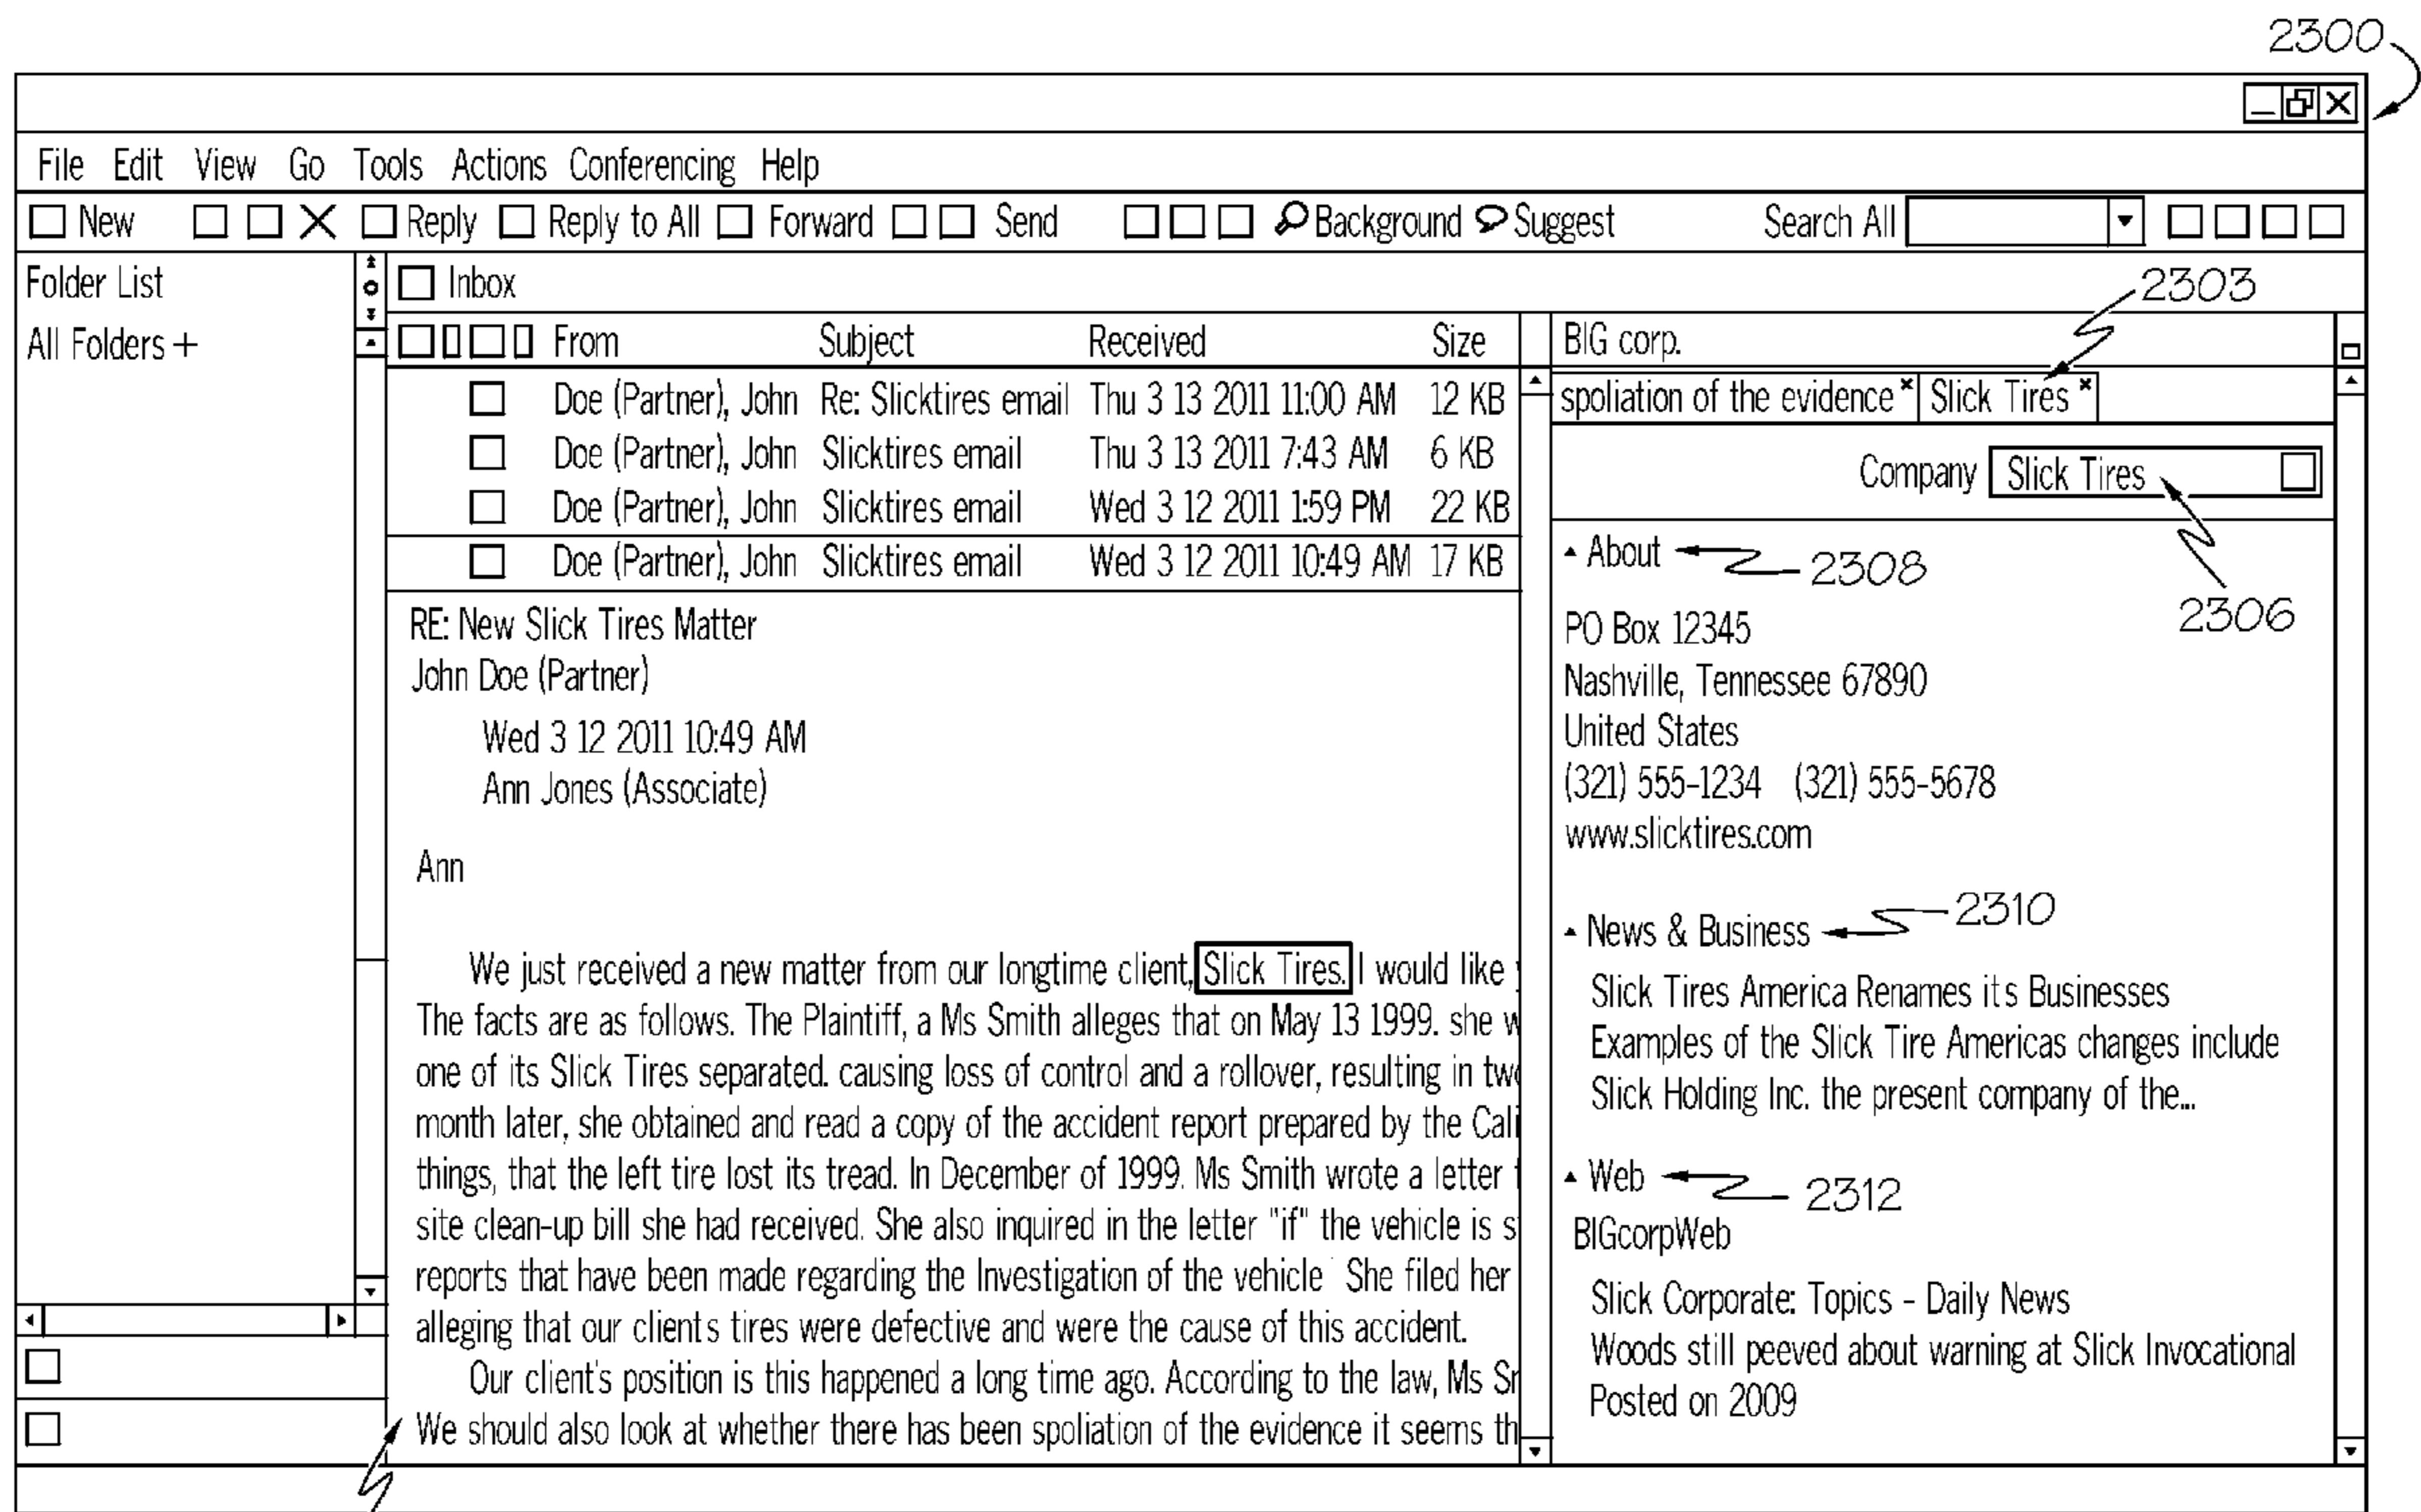 2300
File Edit View Go Tools Actions Conferencing Help
New Reply Reply to All Forward Send Background Suggest Search All
Folder List
All Folders +
Inbox
2303
From Subject Received Size
Doe (Partner), John Re: Slicktires email Thu 3 13 2011 11:00 AM 12 KB
Doe (Partner), John Slicktires email Thu 3 13 2011 7:43 AM 6 KB
Doe (Partner), John Slicktires email Wed 3 12 2011 1:59 PM 22 KB
Doe (Partner), John Slicktires email Wed 3 12 2011 10:49 AM 17 KB
RE: New Slick Tires Matter
John Doe (Partner)
Wed 3 12 2011 10:49 AM
Ann Jones (Associate)
Ann
We just received a new matter from our longtime client, Slick Tires. I would like
The facts are as follows. The Plaintiff, a Ms Smith alleges that on May 13 1999. she w
one of its Slick Tires separated. causing loss of control and a rollover, resulting in
month later, she obtained and read a copy of the accident report prepared by the Cali
things, that the left tire lost its tread. In December of 1999. Ms Smith wrote a letter
site clean-up bill she had received. She also inquired in the letter "if" the vehicle is s
reports that have been made regarding the Investigation of the vehicle She filed her
alleging that our clients tires were defective and were the cause of this accident.
Our client's position is this happened a long time ago. According to the law, Ms
We should also look at whether there has been spoliation of the evidence it seems th
BIG corp.
spoliation of the evidence x Slick Tires x
Company Slick Tires
2306
About 2308
PO Box 12345
Nashville, Tennessee 67890
United States
(321) 555-1234 (321) 555-5678
www.slicktires.com
News & Business 2310
Slick Tires America Renames its Businesses
Examples of the Slick Tire Americas changes include
Slick Holding Inc. the present company of the...
Web 2312
BIGcorpWeb
Slick Corporate: Topics - Daily News
Woods still peeved about warning at Slick Invocational
Posted on 2009